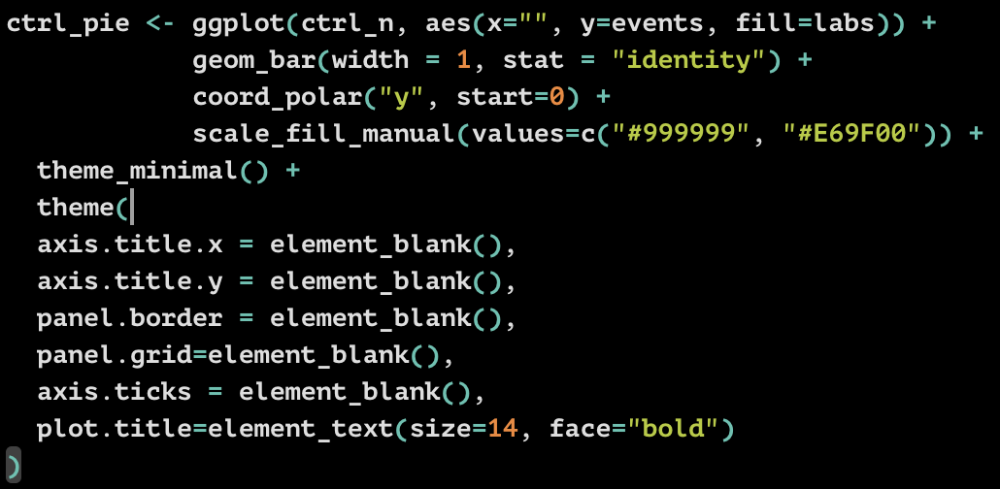 ctrl_pie <- ggplot(ctrl_n, aes(x="", y=events, fill=labs)) +
            geom_bar(width = 1, stat = "identity") +
            coord_polar("y", start=0) +
            scale_fill_manual(values=c("#999999", "#E69F00")) +
  theme_minimal() +
  theme(
  axis.title.x = element_blank(),
  axis.title.y = element_blank(),
  panel.border = element_blank(),
  panel.grid=element_blank(),
  axis.ticks = element_blank(),
  plot.title=element_text(size=14, face="bold")
)